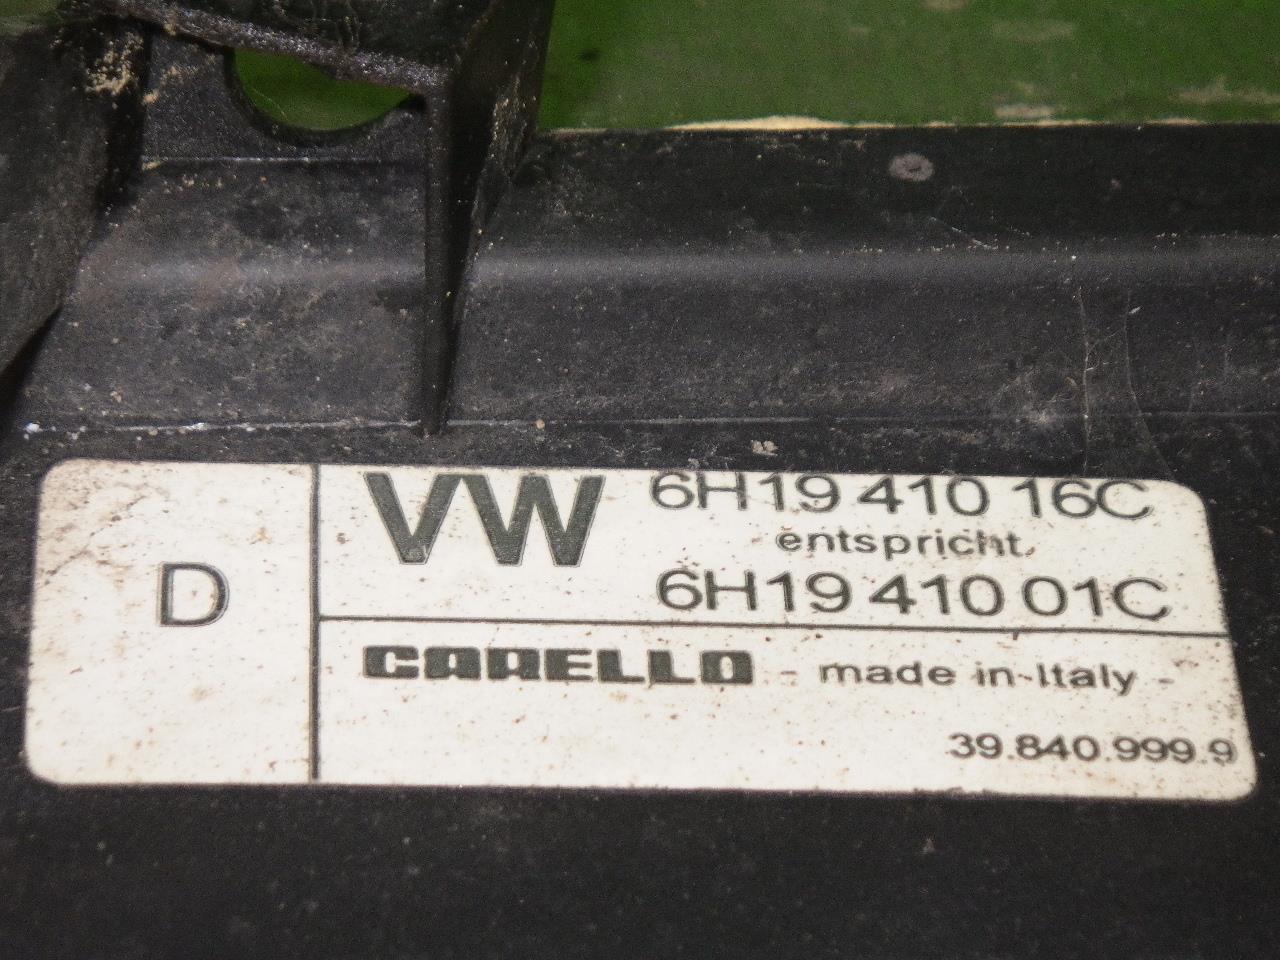 D
VW
6H19 410 16C
entspricht
6H19 410 01C
CARELLO - made in Italy -
39.840.999.9